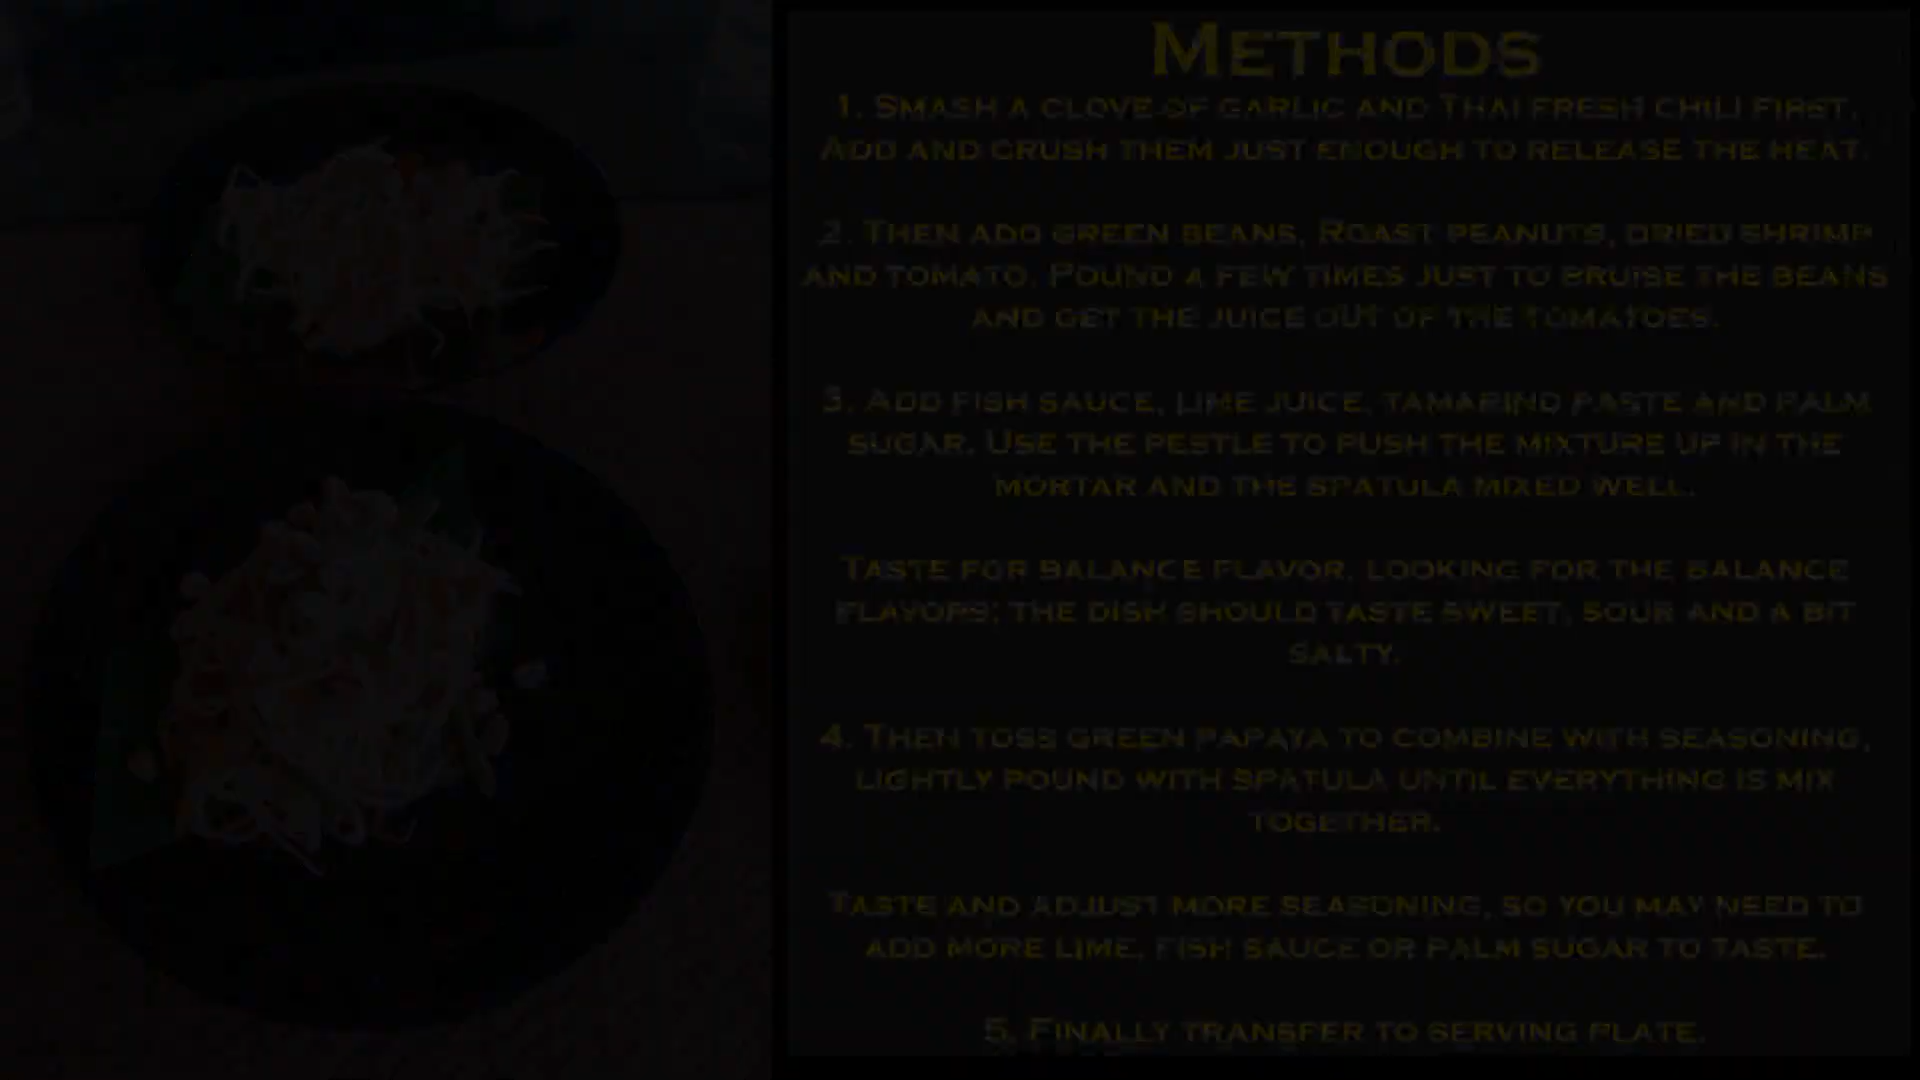 METHODS
1. SMASH A CLOVE OF GARLIC AND THAI FRESH CHILI FIRST.
ADD AND CRUSH THEM JUST ENOUGH TO RELEASE THE HEAT.
2. THEN ADD GREEN BEANS, ROAST PEANUTS, DRIED SHRIMP
AND TOMATO. POUND A FEW TIMES JUST TO BRUISE THE BEANS
AND GET THE JUICE OUT OF THE TOMATOES.
3. ADD FISH SAUCE, LIME JUICE, TAMARIND PASTE AND PALM
SUGAR. USE THE PESTLE TO PUSH THE MIXTURE UP IN THE
MORTAR AND THE SPATULA MIXED WELL.
TASTE FOR BALANCE FLAVOR, LOOKING FOR THE BALANCE
FLAVORS; THE DISH SHOULD TASTE SWEET, SOUR AND A BIT
SALTY.
4. THEN TOSS GREEN PAPAYA TO COMBINE WITH SEASONING,
LIGHTLY POUND WITH SPATULA UNTIL EVERYTHING IS MIX
TOGETHER.
TASTE AND ADJUST MORE SEASONING, SO YOU MAY NEED TO
ADD MORE LIME, FISH SAUCE OR PALM SUGAR TO TASTE.
5. FINALLY TRANSFER TO SERVING PLATE.